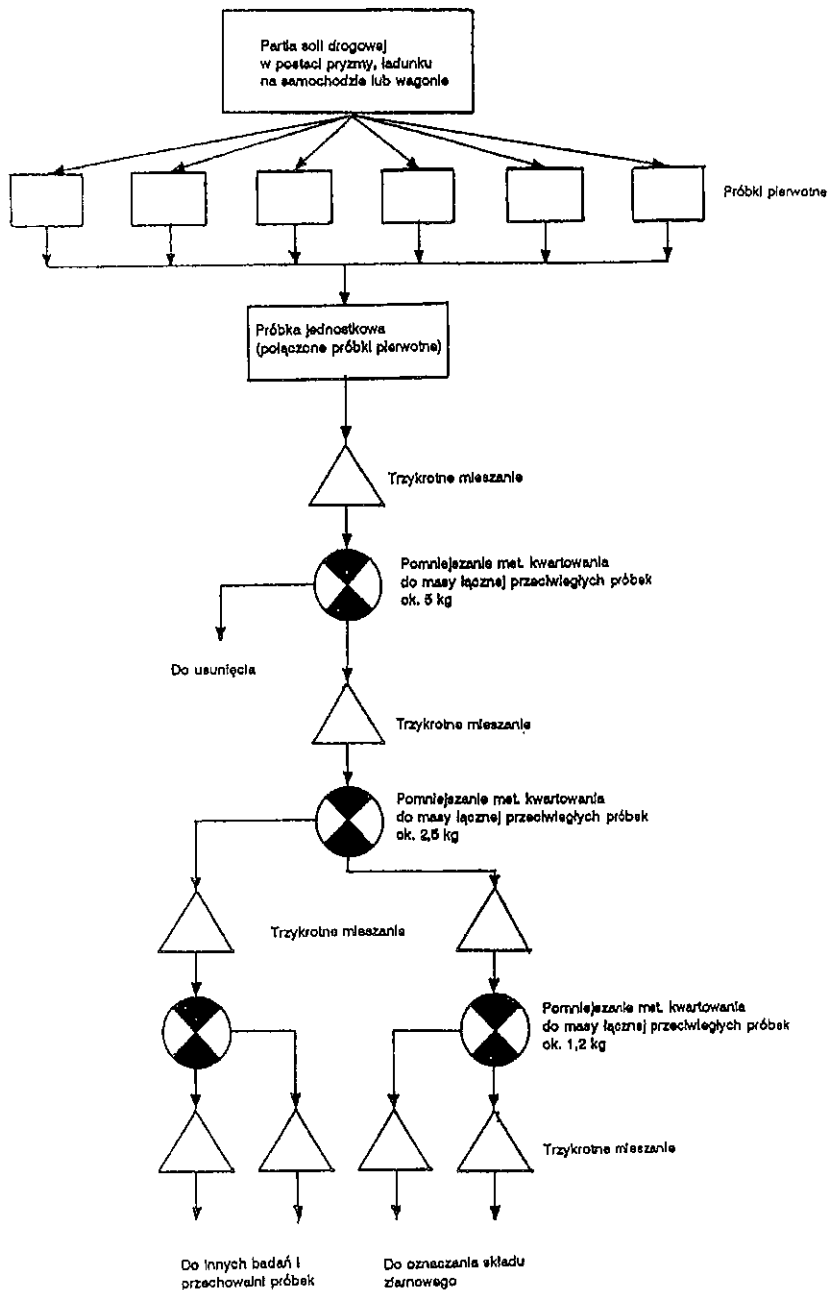 Partia soli drogowej
w postaci pryzmy, ładunku
na samochodzie lub wagonie
Próbki pierwotne
Próbka jednostkowa
(połączone próbki pierwotne)
Trzykrotne mieszanie
Pomniejszanie met. kwartowania
do masy łącznej przeciwległych próbek
ok. 5 kg
Do usunięcia
Trzykrotne mieszanie
Pomniejszanie met. kwartowania
do masy łącznej przeciwległych próbek
ok. 2,5 kg
Trzykrotne mieszanie
Pomniejszanie met. kwartowania
do masy łącznej przeciwległych próbek
ok. 1,2 kg
Trzykrotne mieszanie
Do innych badań i
przechowalni próbek
Do oznaczania składu
ziarnowego